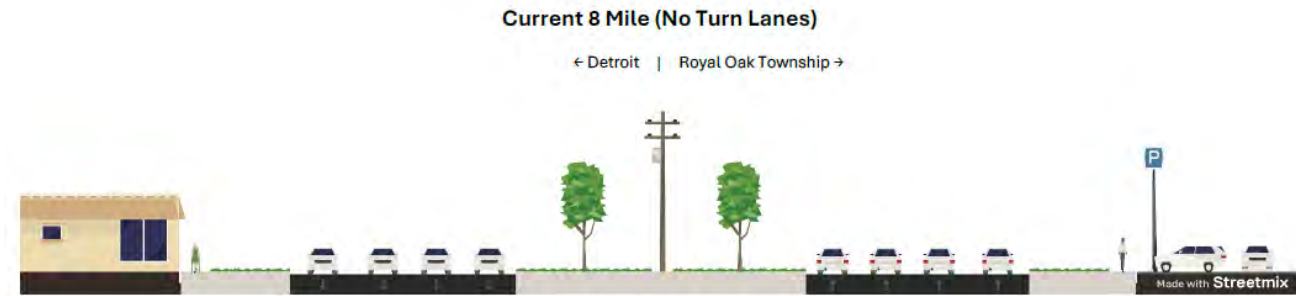 Current 8 Mile (No Turn Lanes)
← Detroit | Royal Oak Township →
P
Made with Streetmix